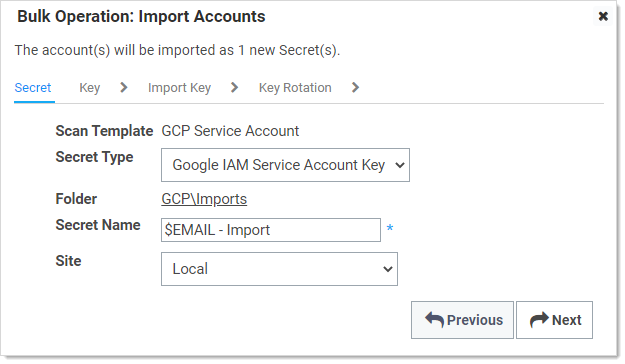 Bulk Operation: Import Accounts
The account(s) will be imported as 1 new Secret(s).
Secret Key Import Key Key Rotation
Scan Template GCP Service Account
Secret Type Google IAM Service Account Key
Folder GCP\Imports
Secret Name $EMAIL - Import *
Site Local
Previous Next